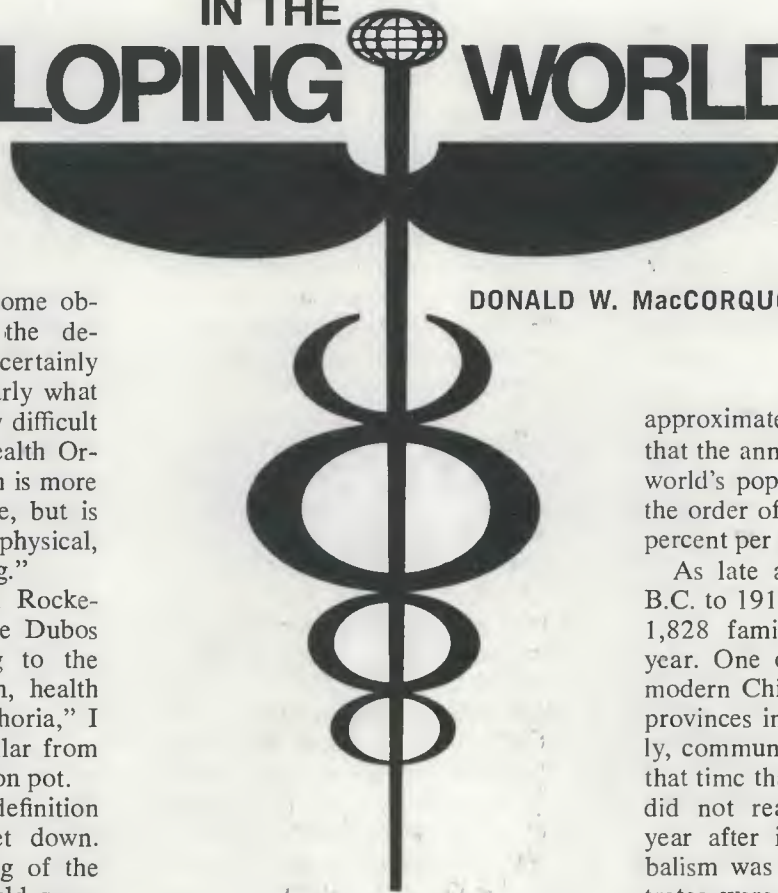 IN THE
LOPING WORLD
DONALD W. MacCORQU
ome ob-
the de-
certainly
rly what
difficult
ealth Or-
n is more
e, but is
physical,
g.”
Rocke-
e Dubos
g to the
n, health
horia,” I
lar from
on pot.
definition
et down.
g of the
approximate
that the ann
world's pop
the order of
percent per
As late a
B.C. to 191
1,828 fami
year. One
modern Chi
provinces in
ly, commun
that time th
did not rea
year after i
balism was